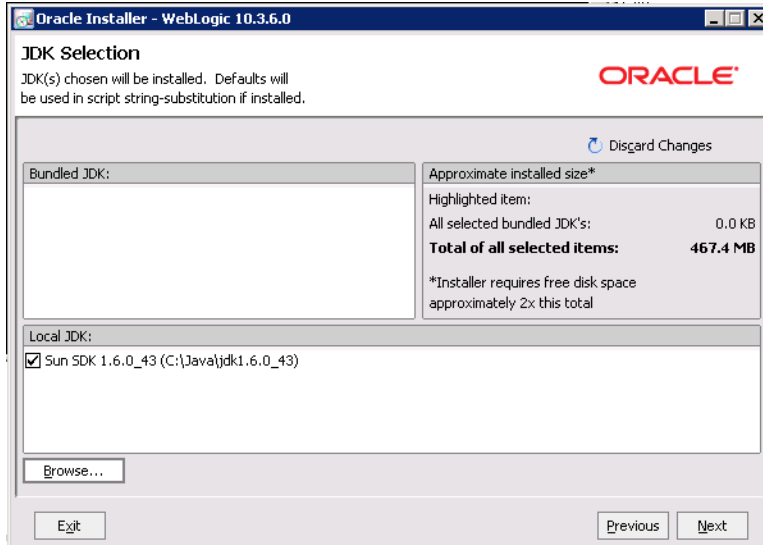 Oracle Installer - WebLogic 10.3.6.0
JDK Selection
JDK(s) chosen will be installed. Defaults will
be used in script string-substitution if installed.
ORACLE
Discard Changes
Bundled JDK:
Approximate installed size*
Highlighted item:
All selected bundled JDK's: 0.0 KB
Total of all selected items: 467.4 MB
*Installer requires free disk space
approximately 2x this total
Local JDK:
Sun SDK 1.6.0_43 (C:\Java\jdk1.6.0_43)
Browse...
Exit
Previous
Next